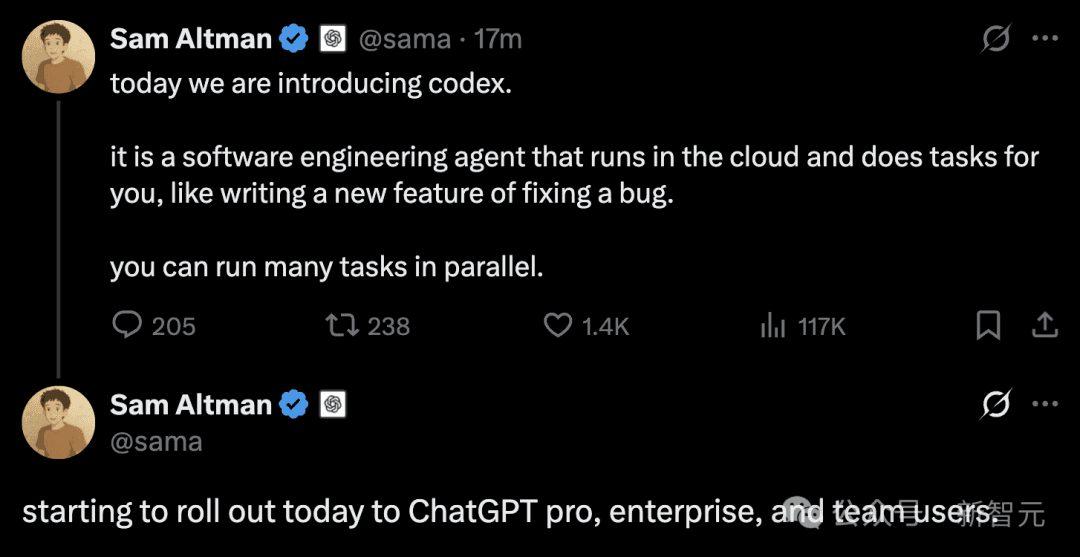 Sam Altman @sama · 17m
today we are introducing codex.
it is a software engineering agent that runs in the cloud and does tasks for
you, like writing a new feature of fixing a bug.
you can run many tasks in parallel.
205 238 1.4K 117K
Sam Altman
@sama
starting to roll out today to ChatGPT pro, enterprise, and team users.
公众号 新智元